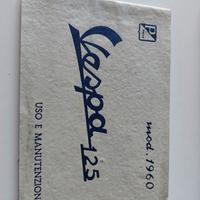 mod. 1960
Vespa 125
USO E MANUTENZION